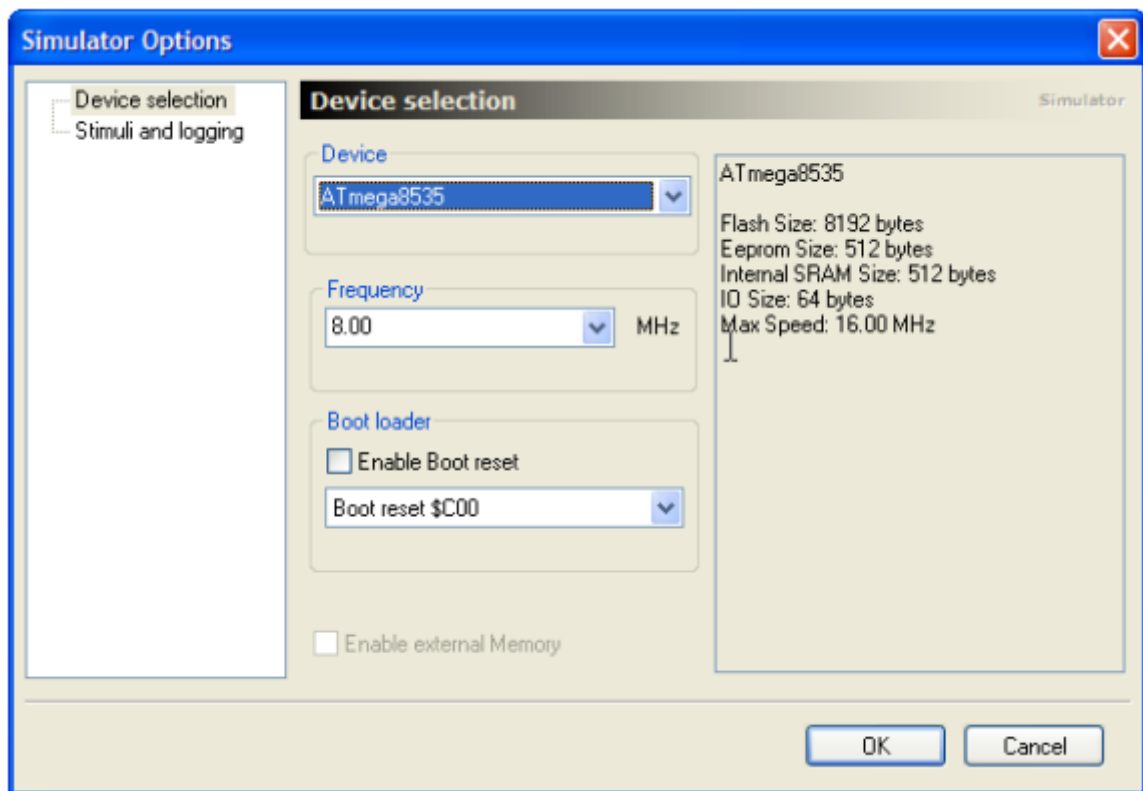 Simulator Options
Device selection
Stimuli and logging
Device selection
Simulator
Device
ATmega8535
Frequency
8.00 MHz
Boot loader
Enable Boot reset
Boot reset $C00
Enable external Memory
ATmega8535
Flash Size: 8192 bytes
Eeprom Size: 512 bytes
Internal SRAM Size: 512 bytes
IO Size: 64 bytes
Max Speed: 16.00 MHz
OK
Cancel